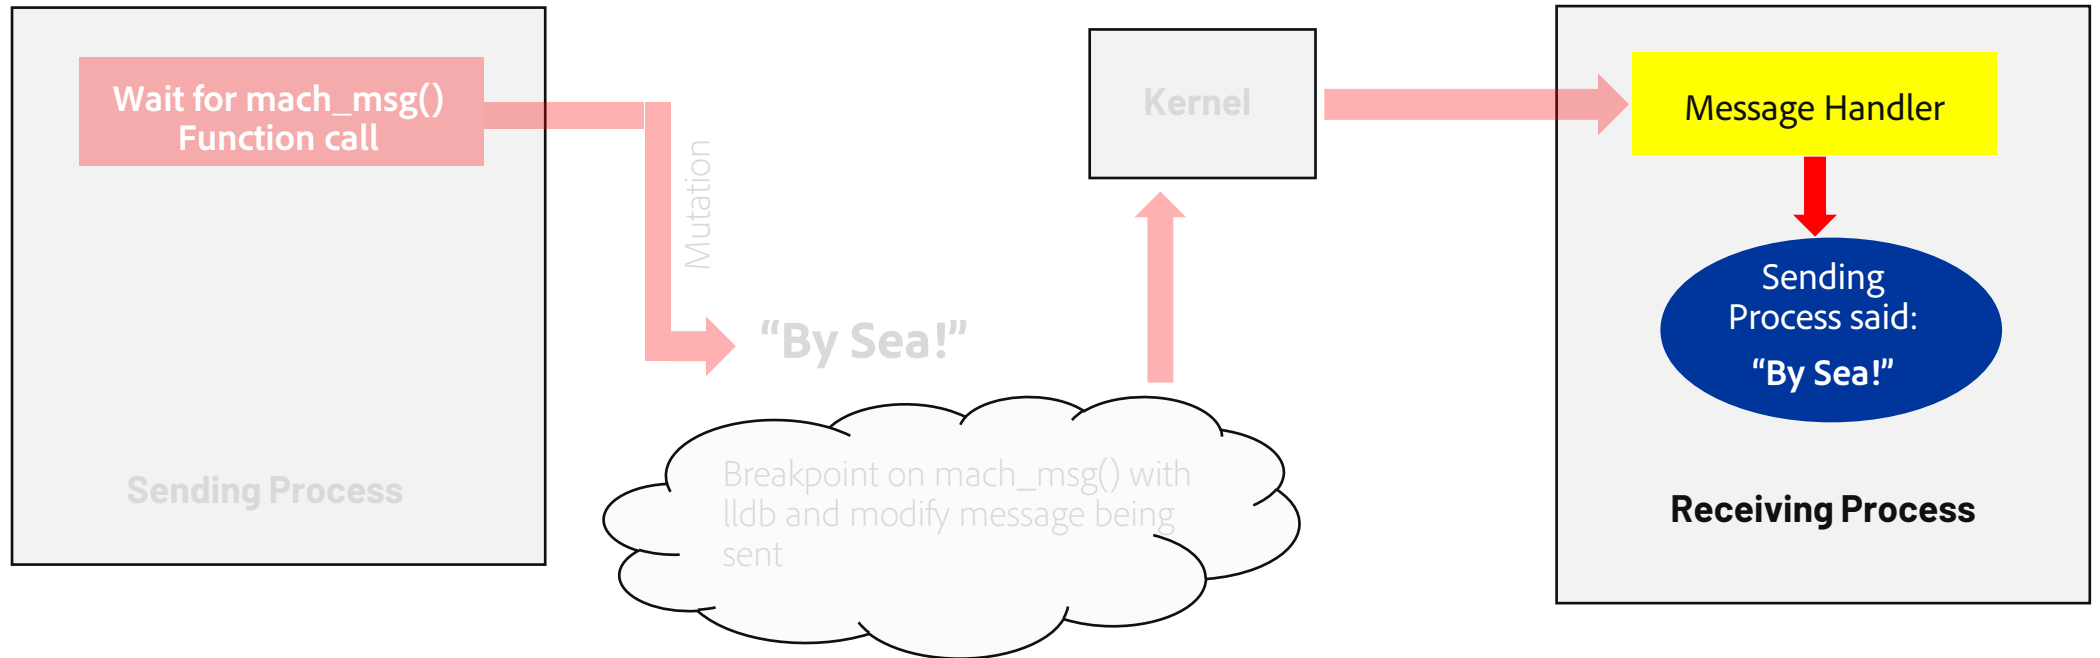 Wait for mach_msg()
Function call
Sending Process
Mutation
“By Sea!”
Breakpoint on mach_msg() with
lldb and modify message being
sent
Kernel
Message Handler
Sending
Process said:
“By Sea!”
Receiving Process